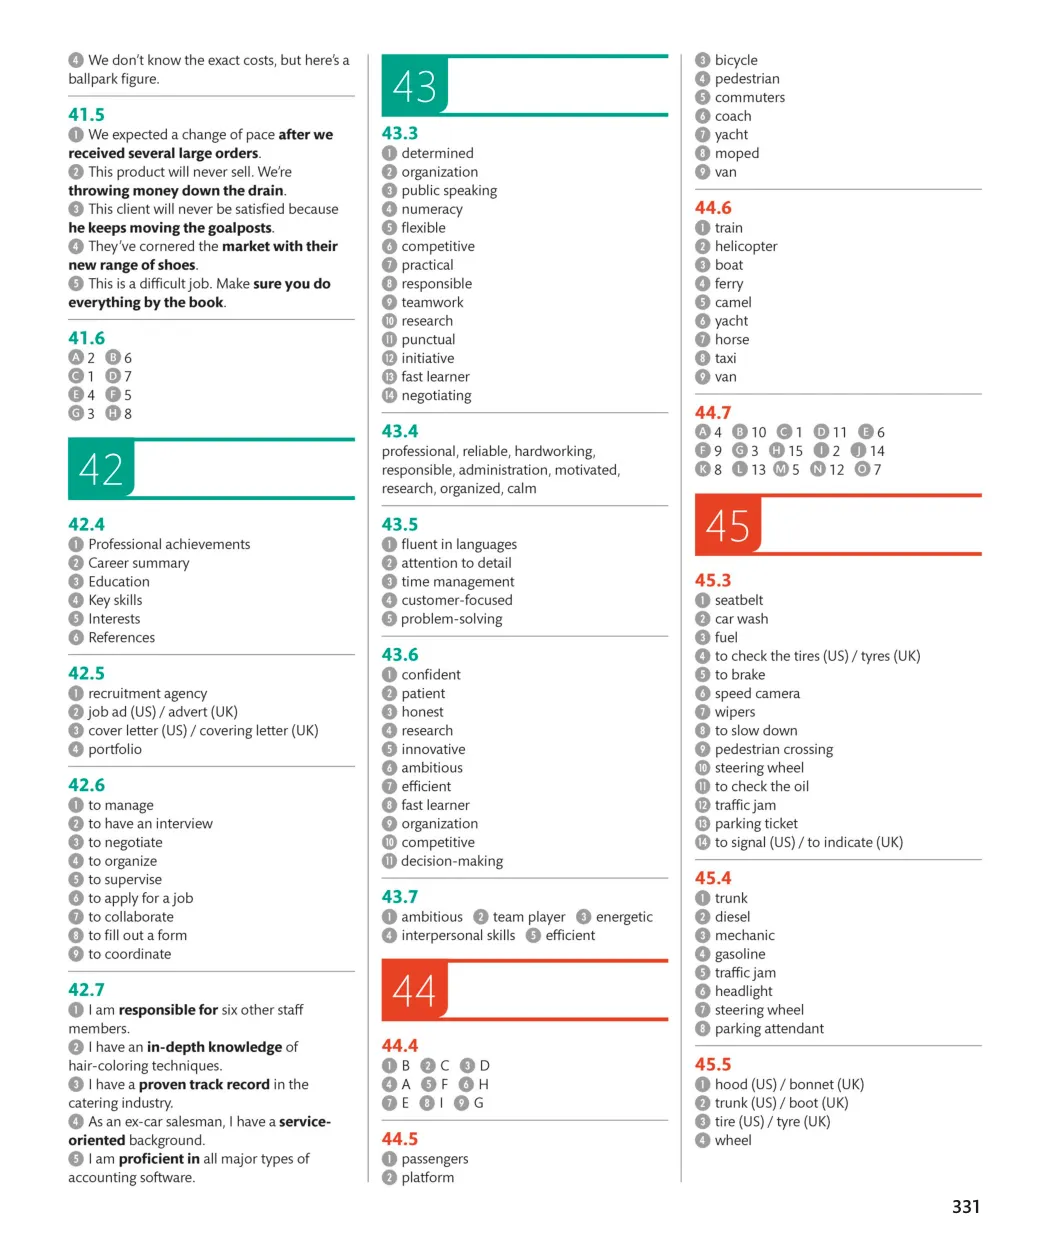 4 We don't know the exact costs, but here's a
ballpark figure.
41.5
1 We expected a change of pace after we
received several large orders.
2 This product will never sell. We're
throwing money down the drain.
3 This client will never be satisfied because
he keeps moving the goalposts.
4 They've cornered the market with their
new range of shoes.
5 This is a difficult job. Make sure you do
everything by the book.
41.6
A 2 B 6
C 1 D 7
E 4 F 5
G 3 H 8
42
42.4
1 Professional achievements
2 Career summary
3 Education
4 Key skills
5 Interests
6 References
42.5
1 recruitment agency
2 job ad (US) / advert (UK)
3 cover letter (US) / covering letter (UK)
4 portfolio
42.6
1 to manage
2 to have an interview
3 to negotiate
4 to organize
5 to supervise
6 to apply for a job
7 to collaborate
8 to fill out a form
9 to coordinate
42.7
1 I am responsible for six other staff
members.
2 I have an in-depth knowledge of
hair-coloring techniques.
3 I have a proven track record in the
catering industry.
4 As an ex-car salesman, I have a service-
oriented background.
5 I am proficient in all major types of
accounting software.
43
43.3
1 determined
2 organization
3 public speaking
4 numeracy
5 flexible
6 competitive
7 practical
8 responsible
9 teamwork
10 research
11 punctual
12 initiative
13 fast learner
14 negotiating
43.4
professional, reliable, hardworking,
responsible, administration, motivated,
research, organized, calm
43.5
1 fluent in languages
2 attention to detail
3 time management
4 customer-focused
5 problem-solving
43.6
1 confident
2 patient
3 honest
4 research
5 innovative
6 ambitious
7 efficient
8 fast learner
9 organization
10 competitive
11 decision-making
43.7
1 ambitious 2 team player 3 energetic
4 interpersonal skills 5 efficient
44
44.4
1 B 2 C 3 D
4 A 5 F 6 H
7 E 8 I 9 G
44.5
1 passengers
2 platform
3 bicycle
4 pedestrian
5 commuters
6 coach
7 yacht
8 moped
9 van
44.6
1 train
2 helicopter
3 boat
4 ferry
5 camel
6 yacht
7 horse
8 taxi
9 van
44.7
A 4 B 10 C 1 D 11 E 6
F 9 G 3 H 15 I 2 J 14
K 8 L 13 M 5 N 12 O 7
45
45.3
1 seatbelt
2 car wash
3 fuel
4 to check the tires (US) / tyres (UK)
5 to brake
6 speed camera
7 wipers
8 to slow down
9 pedestrian crossing
10 steering wheel
11 to check the oil
12 traffic jam
13 parking ticket
14 to signal (US) / to indicate (UK)
45.4
1 trunk
2 diesel
3 mechanic
4 gasoline
5 traffic jam
6 headlight
7 steering wheel
8 parking attendant
45.5
1 hood (US) / bonnet (UK)
2 trunk (US) / boot (UK)
3 tire (US) / tyre (UK)
4 wheel
331